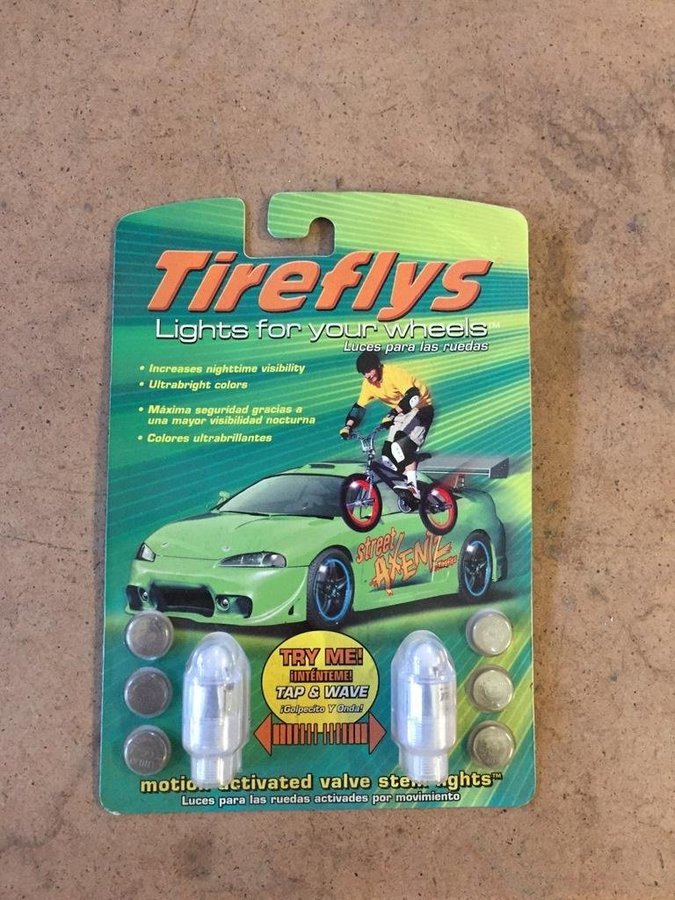 Tireflys
Lights for your wheels™
Luces para las ruedas
• Increases nighttime visibility
• Ultrabright colors
• Máxima seguridad gracias a
una mayor visibilidad nocturna
• Colores ultrabrillantes
street
AXENTZ
TRY ME!
¡INTÉNTEME!
TAP & WAVE
¡Golpecito Y Onda!
motion activated valve stem lights™
Luces para las ruedas activades por movimiento